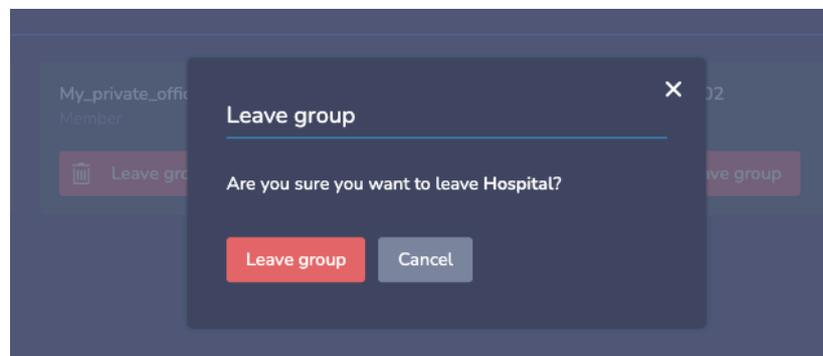 My_private_offic
02
Member
Leave gro
ve group
Leave group
Are you sure you want to leave Hospital?
Leave group
Cancel